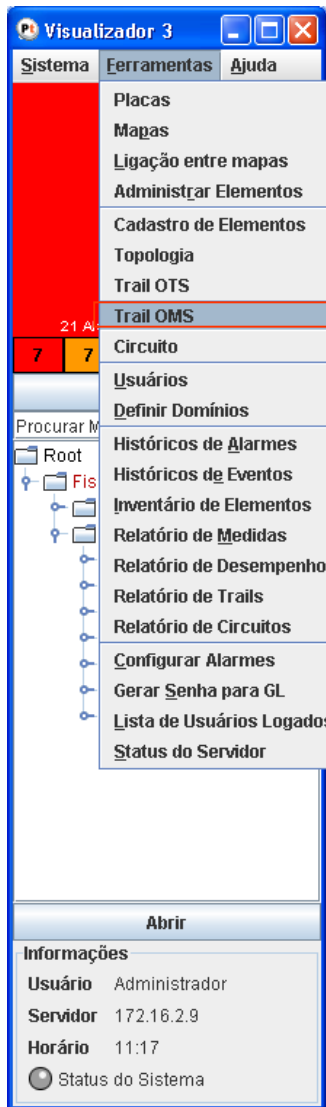 Visualizador 3
Sistema Ferramentas Ajuda
Placas
Mapas
Ligação entre mapas
Administrar Elementos
Cadastro de Elementos
Topologia
Trail OTS
Trail OMS
21
Circuito
7 7
Usuários
Definir Domínios
Procurar
Históricos de Alarmes
Root
Históricos de Eventos
Inventário de Elementos
Relatório de Medidas
Relatório de Desempenho
Relatório de Trails
Relatório de Circuitos
Configurar Alarmes
Gerar Senha para GL
Lista de Usuários Logados
Status do Servidor
Abrir
Informações
Usuário Administrador
Servidor 172.16.2.9
Horário 11:17
Status do Sistema